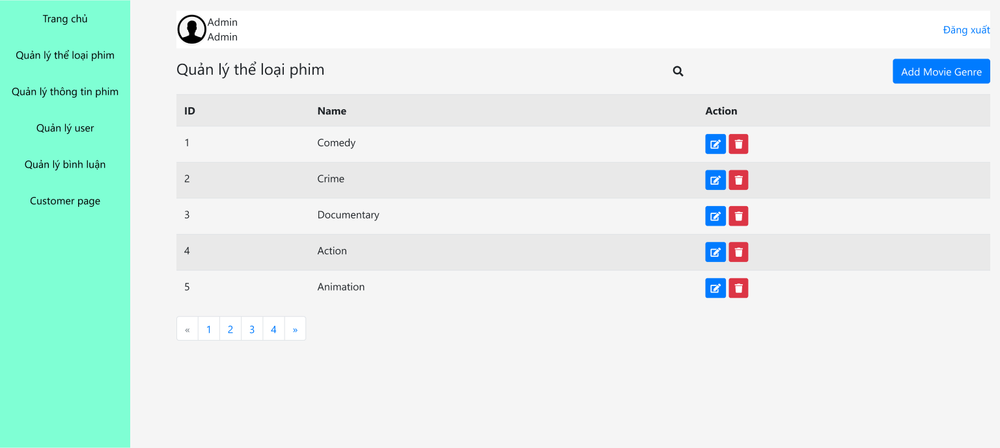 Trang chủ
Quản lý thể loại phim
Quản lý thông tin phim
Quản lý user
Quản lý bình luận
Customer page
Admin
Admin
Đăng xuất
Quản lý thể loại phim
Add Movie Genre
ID Name Action
1 Comedy
2 Crime
3 Documentary
4 Action
5 Animation
« 1 2 3 4 »